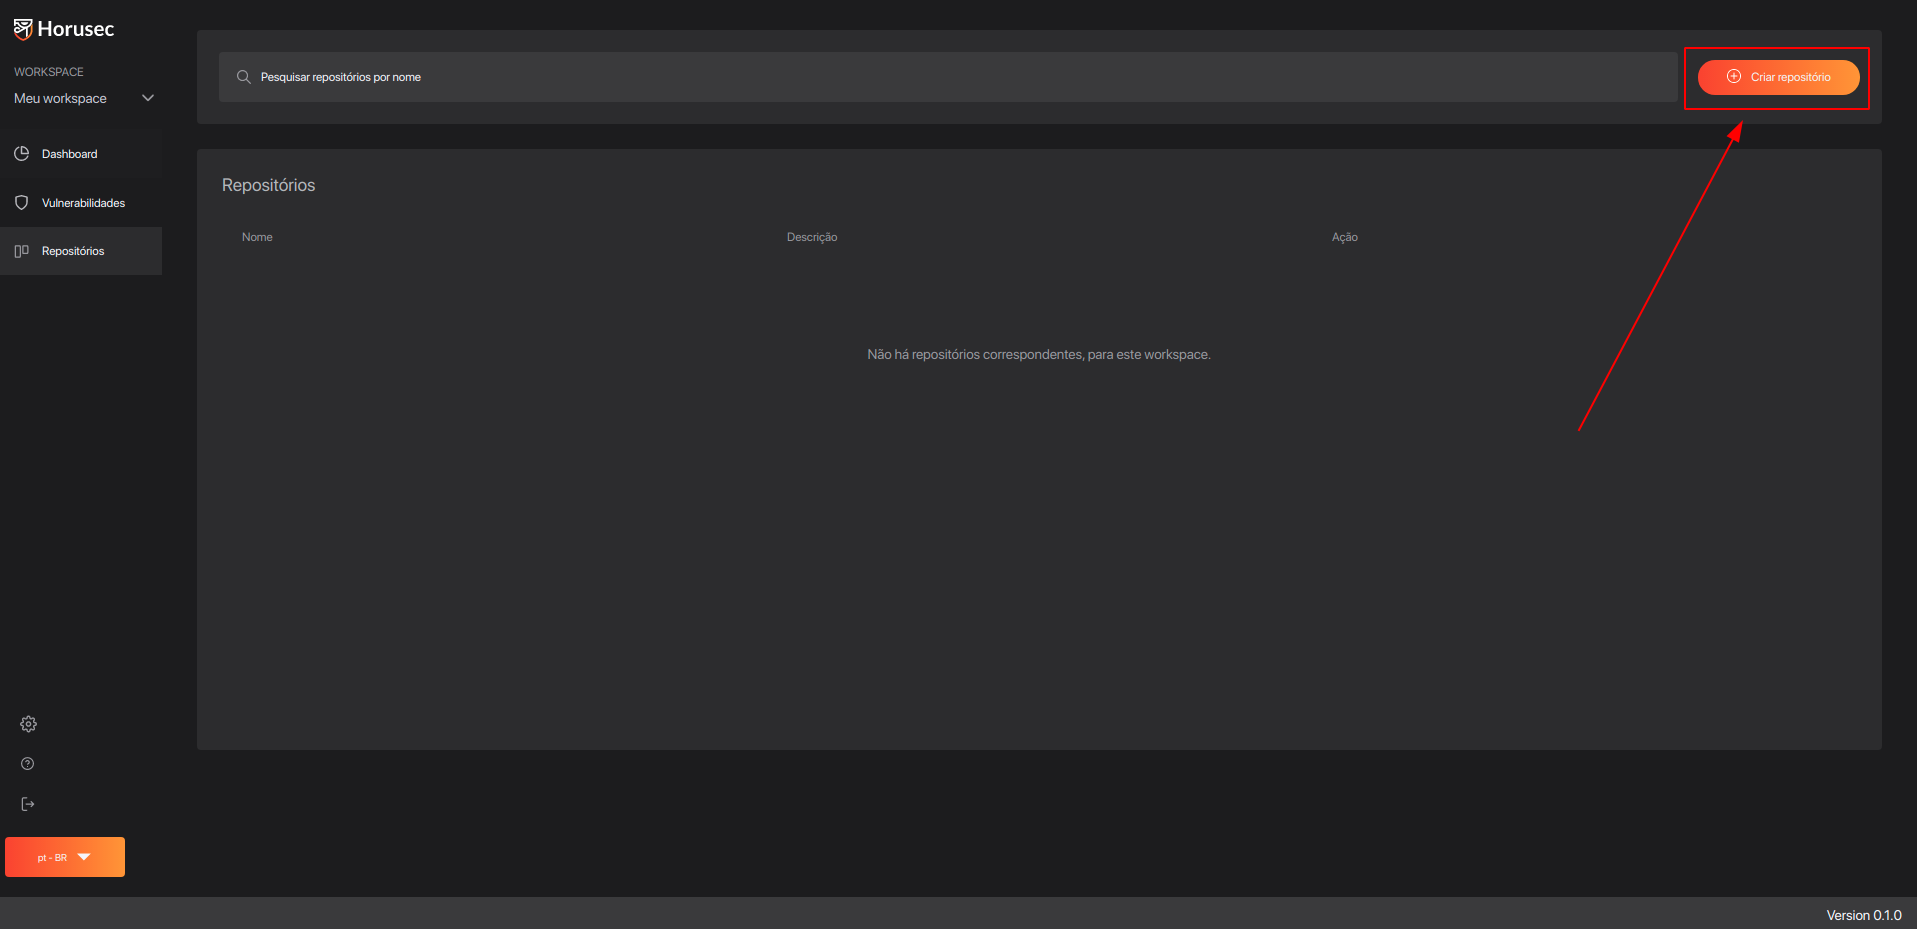 Horusec
WORKSPACE
Meu workspace
Dashboard
Vulnerabilidades
Repositórios
Pesquisar repositórios por nome
Criar repositório
Repositórios
Nome Descrição Ação
Não há repositórios correspondentes, para este workspace.
pt - BR
Version 0.1.0